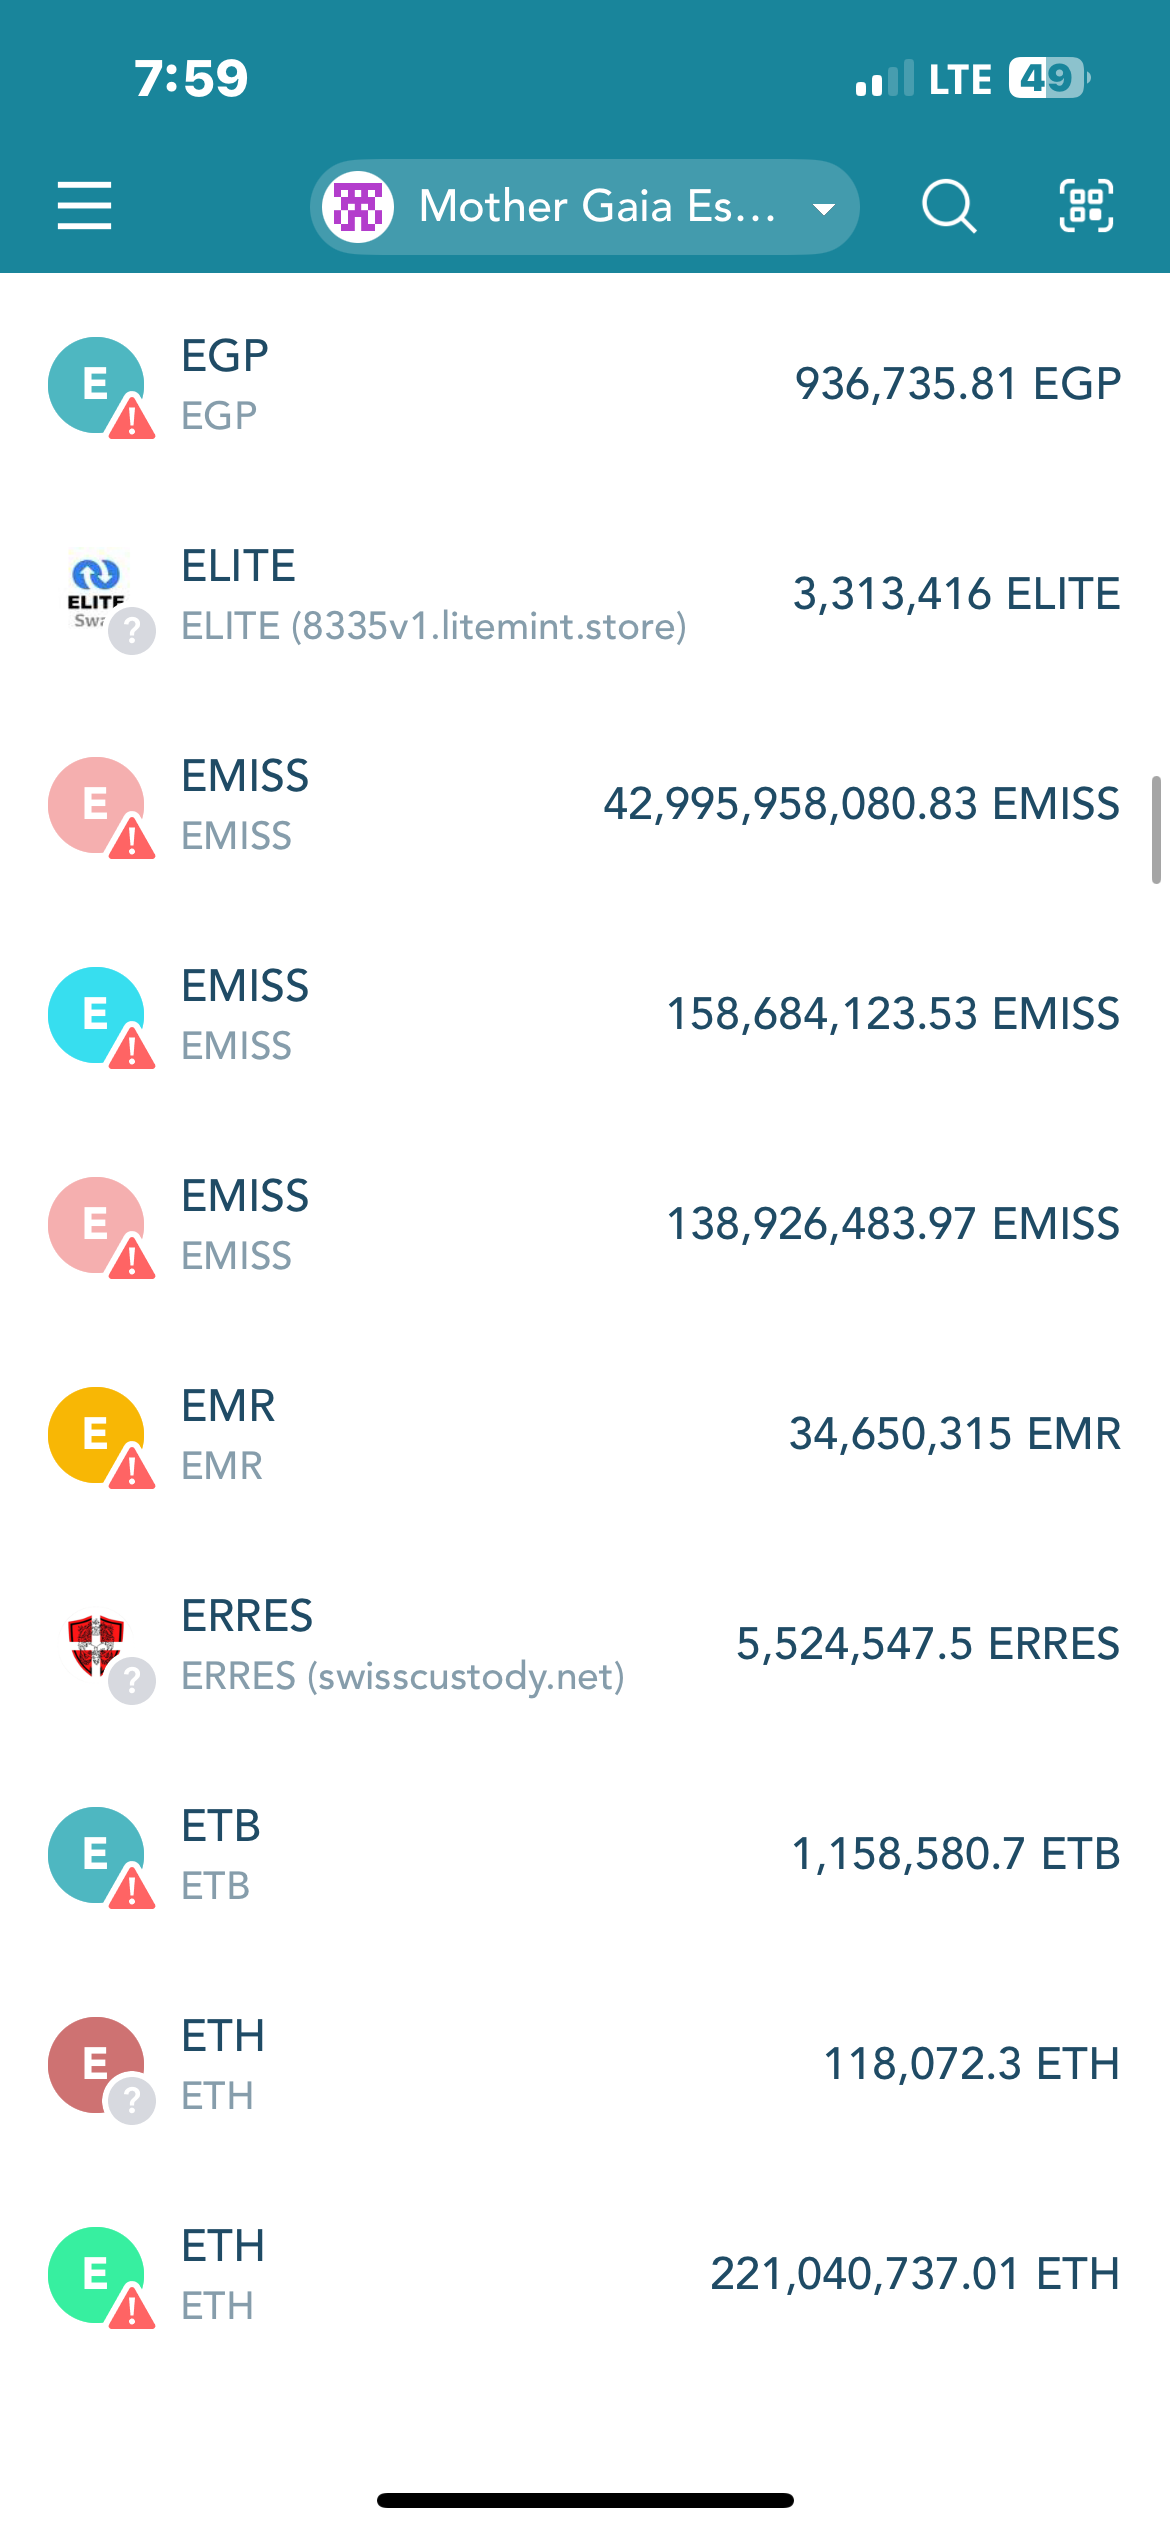 7:59
LTE 49
Mother Gaia Es...
E
EGP
EGP
936,735.81 EGP
ELITE
ELITE
ELITE (8335v1.litemint.store)
3,313,416 ELITE
E
EMISS
EMISS
42,995,958,080.83 EMISS
E
EMISS
EMISS
158,684,123.53 EMISS
E
EMISS
EMISS
138,926,483.97 EMISS
E
EMR
EMR
34,650,315 EMR
ERRES
ERRES (swisscustody.net)
5,524,547.5 ERRES
E
ETB
ETB
1,158,580.7 ETB
E
?
ETH
ETH
118,072.3 ETH
E
ETH
ETH
221,040,737.01 ETH